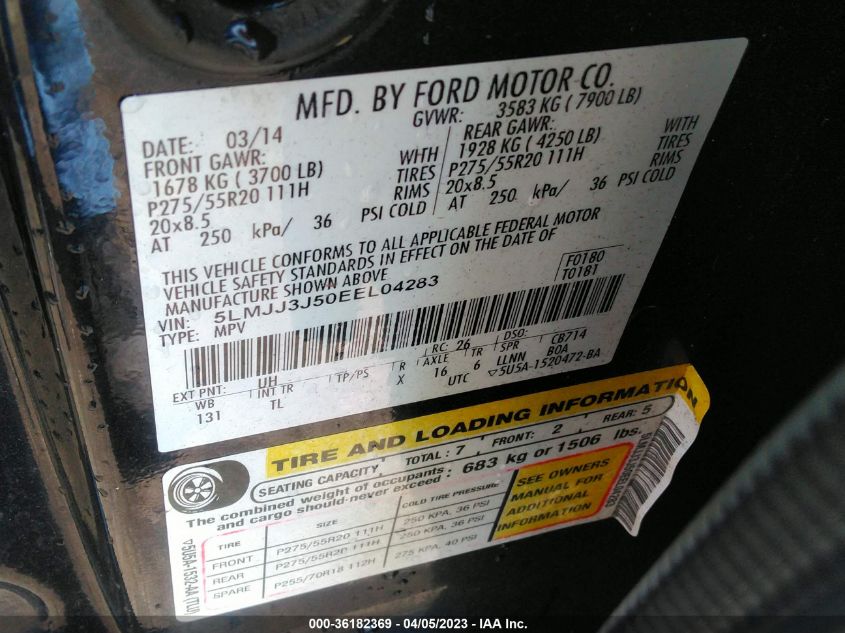 MFD. BY FORD MOTOR CO.
GVWR: 3583 KG ( 7900 LB)
DATE: 03/14
FRONT GAWR:
1678 KG ( 3700 LB) WITH
P275/55R20 111H TIRES
20x8.5 RIMS
AT 250 kPa/ 36 PSI COLD
REAR GAWR:
1928 KG ( 4250 LB) WITH
P275/55R20 111H TIRES
20x8.5 RIMS
AT 250 kPa/ 36 PSI COLD
THIS VEHICLE CONFORMS TO ALL APPLICABLE FEDERAL MOTOR
VEHICLE SAFETY STANDARDS IN EFFECT ON THE DATE OF
MANUFACTURE SHOWN ABOVE
F0180
T0181
VIN: 5LMJJ3J50EEL04283
TYPE: MPV
EXT PNT: UH RC: 26 DSO: CB714
WB INT TR TP/PS R AXLE TR SPR B0A
131 TL X 16 6 LLNN
UTC ▽5U5A-1520472-BA
TIRE AND LOADING INFORMATION
SEATING CAPACITY, TOTAL : 7 FRONT: 2 REAR: 5
The combined weight of occupants
and cargo should never exceed : 683 kg or 1506 lbs.
TIRE SIZE COLD TIRE PRESSURE
FRONT P275/55R20 111H 250 KPA, 36 PSI
REAR P275/55R20 111H 250 KPA, 36 PSI
SPARE P255/70R18 112H 275 KPA, 40 PSI
SEE OWNERS
MANUAL FOR
ADDITIONAL
INFORMATION
▽5U5A-1532-AA (TLU)
000-36182369 - 04/05/2023 - IAA Inc.